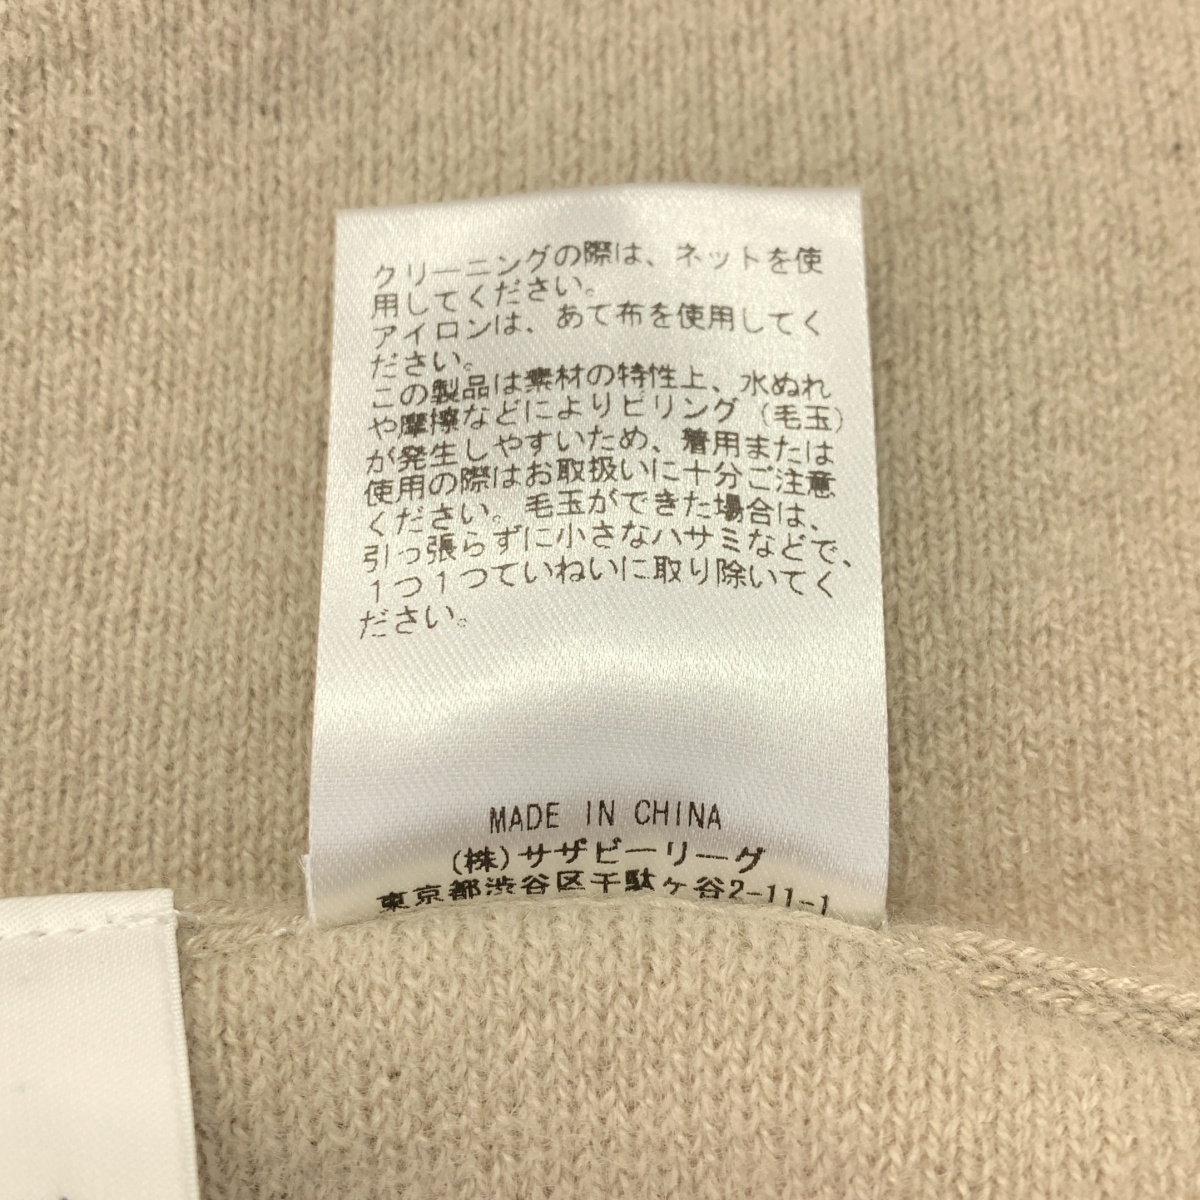 クリーニングの際は、ネットを使
用してください。
アイロンは、あて布を使用してく
ださい。
この製品は素材の特性上、水ぬれ
や摩擦などによりピリング（毛玉）
が発生しやすいため、着用または
使用の際はお取扱いに十分ご注意
ください。毛玉ができた場合は、
引っ張らずに小さなハサミなどで、
1つ1つていねいに取り除いてく
ださい。
MADE IN CHINA
(株)サザビーリーグ
東京都渋谷区千駄ヶ谷2-11-1